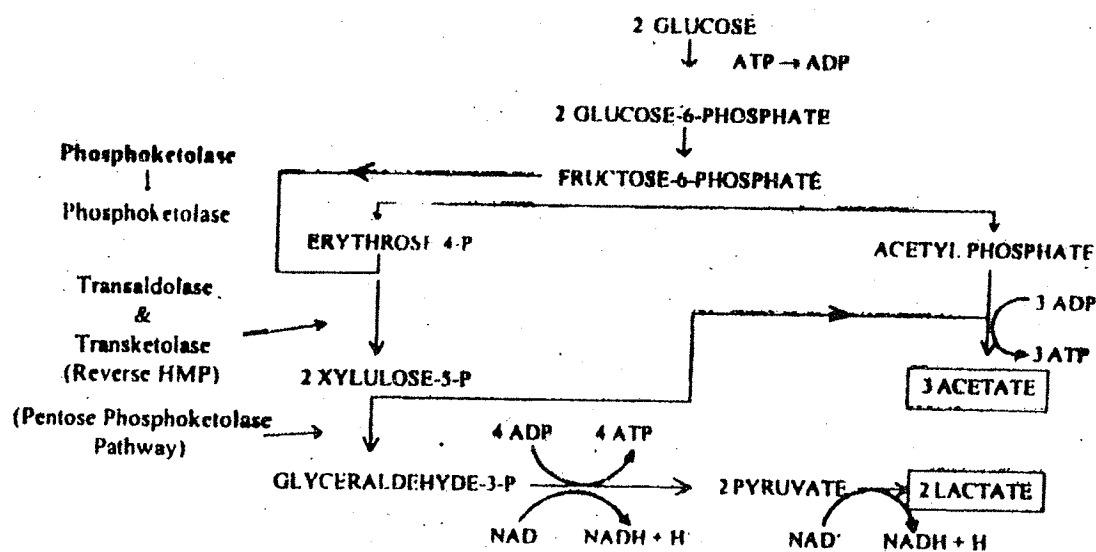 2 GLUCOSE
ATP → ADP
2 GLUCOSE-6-PHOSPHATE
Phosphoketolase
↓
Phosphoketolase
FRUCTOSE-6-PHOSPHATE
ERYTHROSE 4-P
ACETYL PHOSPHATE
Transaldolase
&
Transketolase
(Reverse HMP)
3 ADP
3 ATP
2 XYLULOSE-5-P
3 ACETATE
(Pentose Phosphoketolase
Pathway)
4 ADP 4 ATP
GLYCERALDEHYDE-3-P
2 PYRUVATE
2 LACTATE
NAD NADH + H
NAD⁺ NADH + H